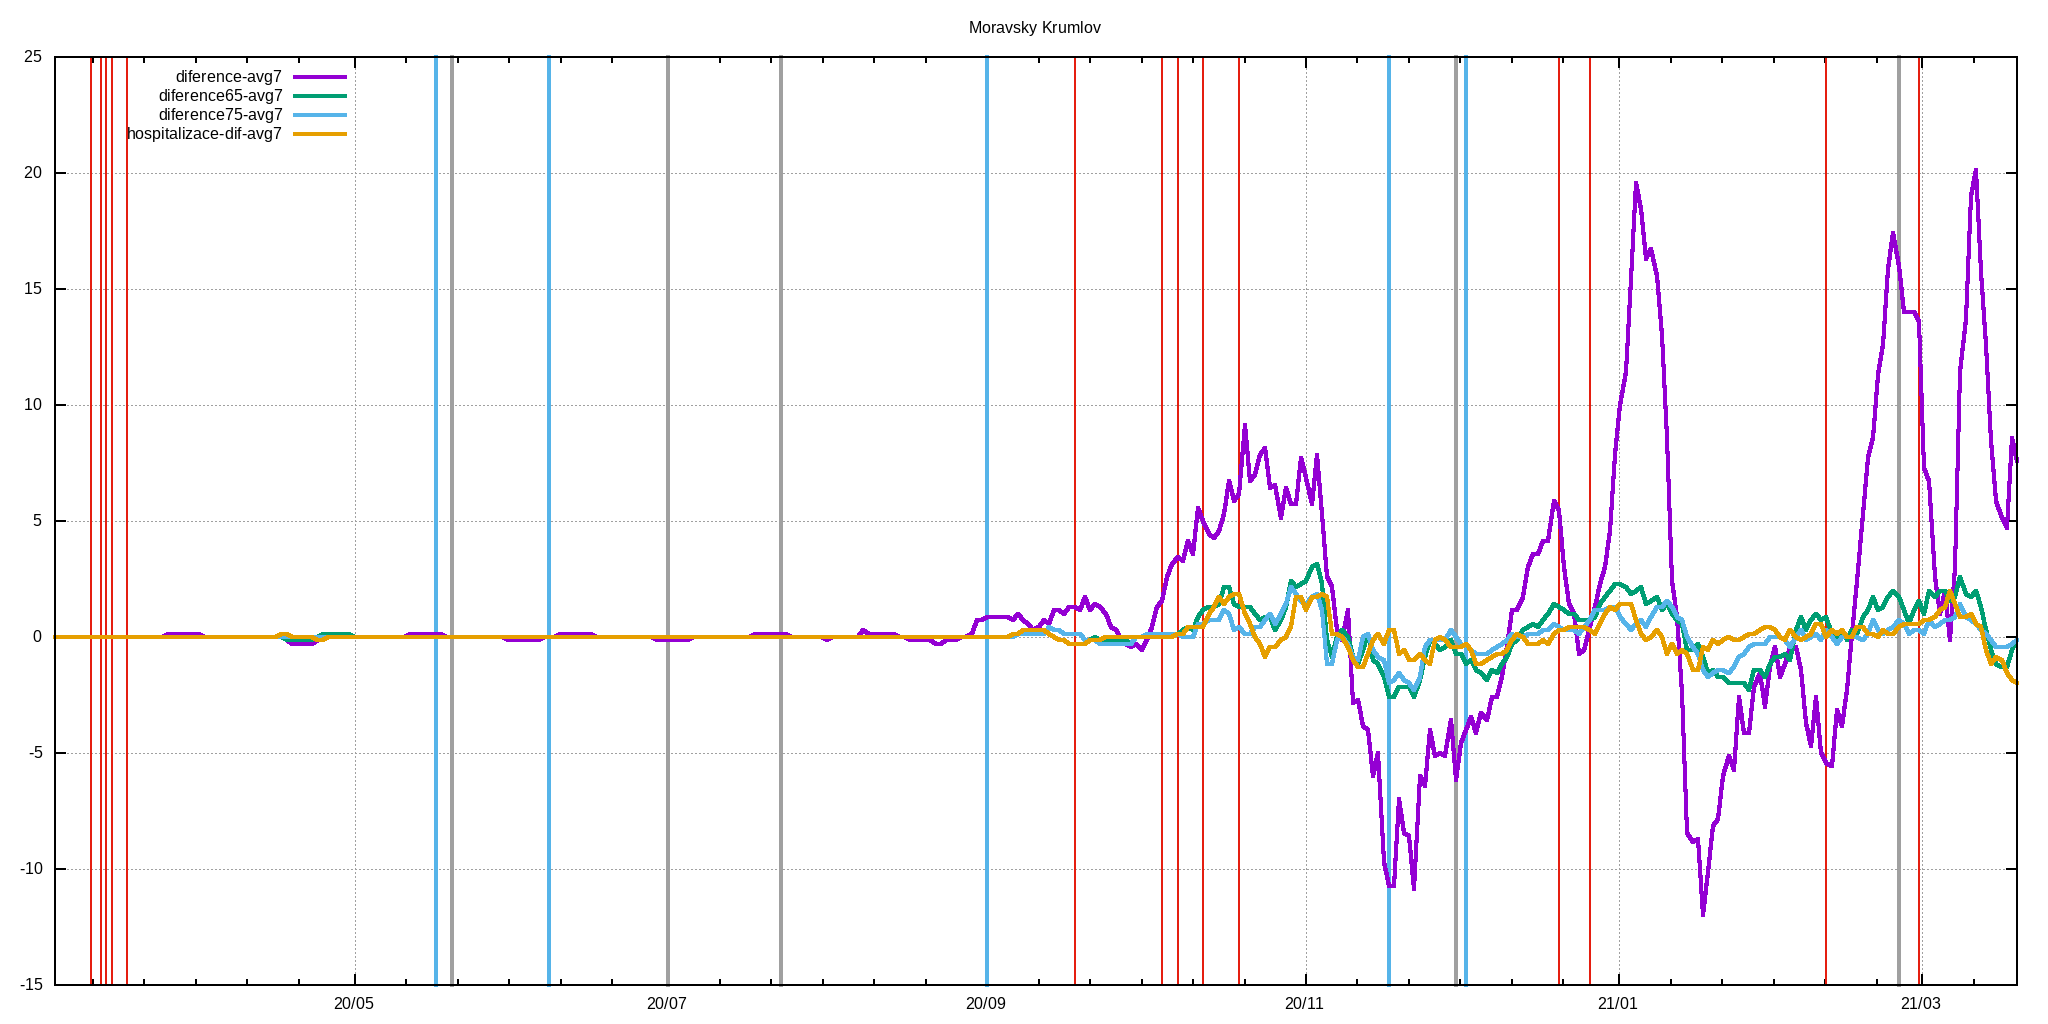 Moravsky Krumlov
25
20
15
10
5
0
-5
-10
-15
diference-avg7
diference65-avg7
diference75-avg7
hospitalizace-dif-avg7
20/05 20/07 20/09 20/11 21/01 21/03